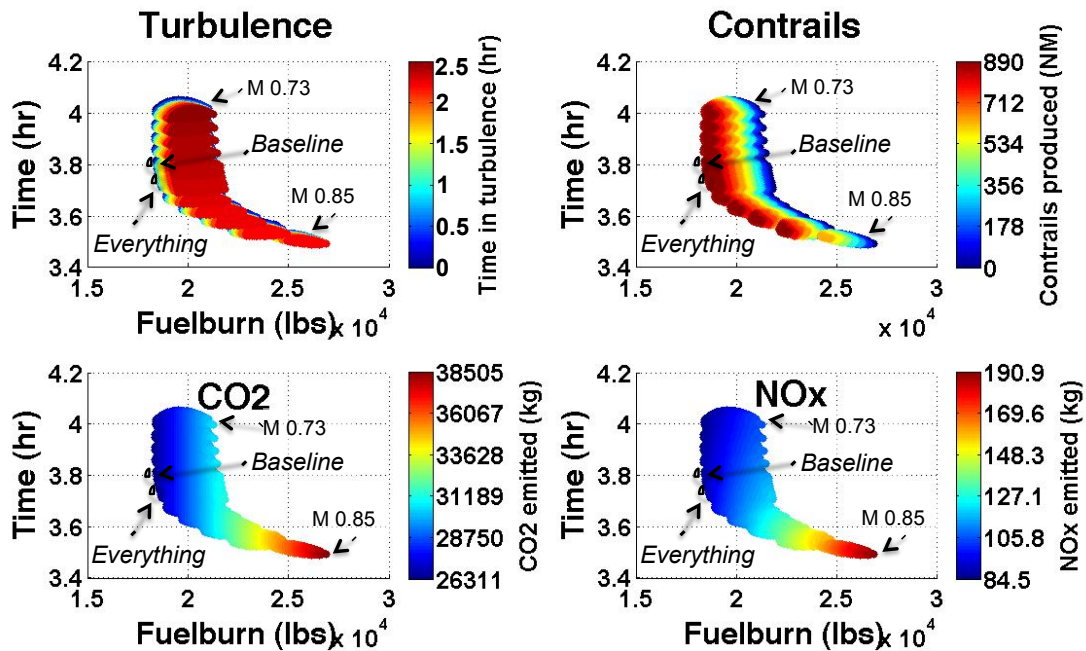 Turbulence
4.2
4
3.8
3.6
3.4
Time (hr)
1.5
2
2.5
3
Fuelburn (lbs)
x 10^4
M 0.73
Baseline
M 0.85
Everything
2.5
2
1.5
1
0.5
0
Time in turbulence (hr)
Contrails
4.2
4
3.8
3.6
3.4
Time (hr)
1.5
2
2.5
3
x 10^4
M 0.73
Baseline
M 0.85
Everything
890
712
534
356
178
0
Contrails produced (NM)
CO2
4.2
4
3.8
3.6
3.4
Time (hr)
1.5
2
2.5
3
Fuelburn (lbs)
x 10^4
M 0.73
Baseline
M 0.85
Everything
38505
36067
33628
31189
28750
26311
CO2 emitted (kg)
NOx
4.2
4
3.8
3.6
3.4
Time (hr)
1.5
2
2.5
3
Fuelburn (lbs)
x 10^4
M 0.73
Baseline
M 0.85
Everything
190.9
169.6
148.3
127.1
105.8
84.5
NOx emitted (kg)